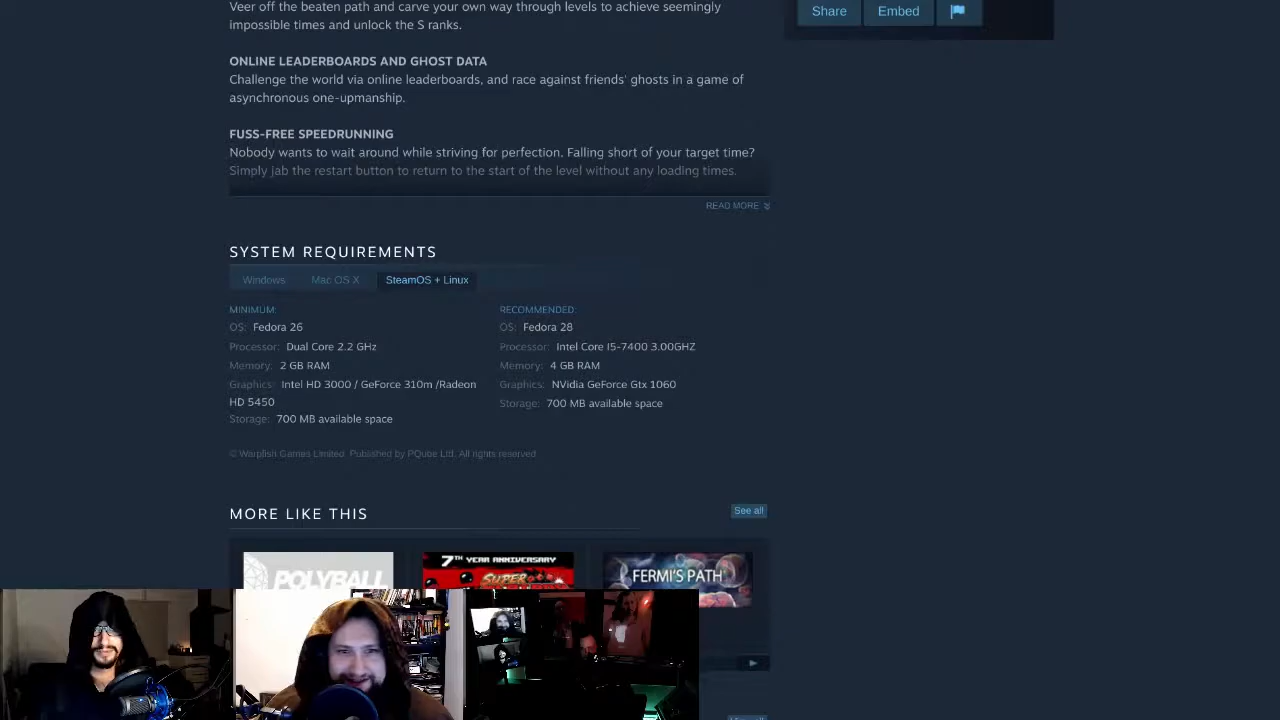 Veer off the beaten path and carve your own way through levels to achieve seemingly
impossible times and unlock the S ranks.
Share
Embed
ONLINE LEADERBOARDS AND GHOST DATA
Challenge the world via online leaderboards, and race against friends' ghosts in a game of
asynchronous one-upmanship.
FUSS-FREE SPEEDRUNNING
Nobody wants to wait around while striving for perfection. Falling short of your target time?
Simply jab the restart button to return to the start of the level without any loading times.
READ MORE
SYSTEM REQUIREMENTS
Windows
Mac OS X
SteamOS + Linux
MINIMUM:
OS: Fedora 26
Processor: Dual Core 2.2 GHz
Memory: 2 GB RAM
Graphics: Intel HD 3000 / GeForce 310m /Radeon
HD 5450
Storage: 700 MB available space
RECOMMENDED:
OS: Fedora 28
Processor: Intel Core I5-7400 3.00GHZ
Memory: 4 GB RAM
Graphics: NVidia GeForce Gtx 1060
Storage: 700 MB available space
© Warpfish Games Limited. Published by PQube Ltd. All rights reserved
MORE LIKE THIS
See all
POLYBALL
7TH YEAR ANNIVERSARY
SUPER
FERMI'S PATH